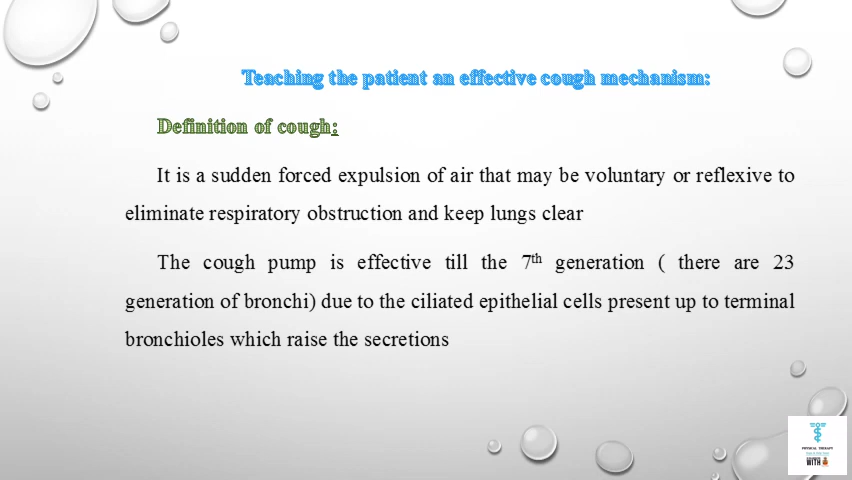 Teaching the patient an effective cough mechanism:
Definition of cough:
It is a sudden forced expulsion of air that may be voluntary or reflexive to
eliminate respiratory obstruction and keep lungs clear
The cough pump is effective till the 7th generation ( there are 23
generation of bronchi) due to the ciliated epithelial cells present up to terminal
bronchioles which raise the secretions
PHYSICAL THERAPY
WITH